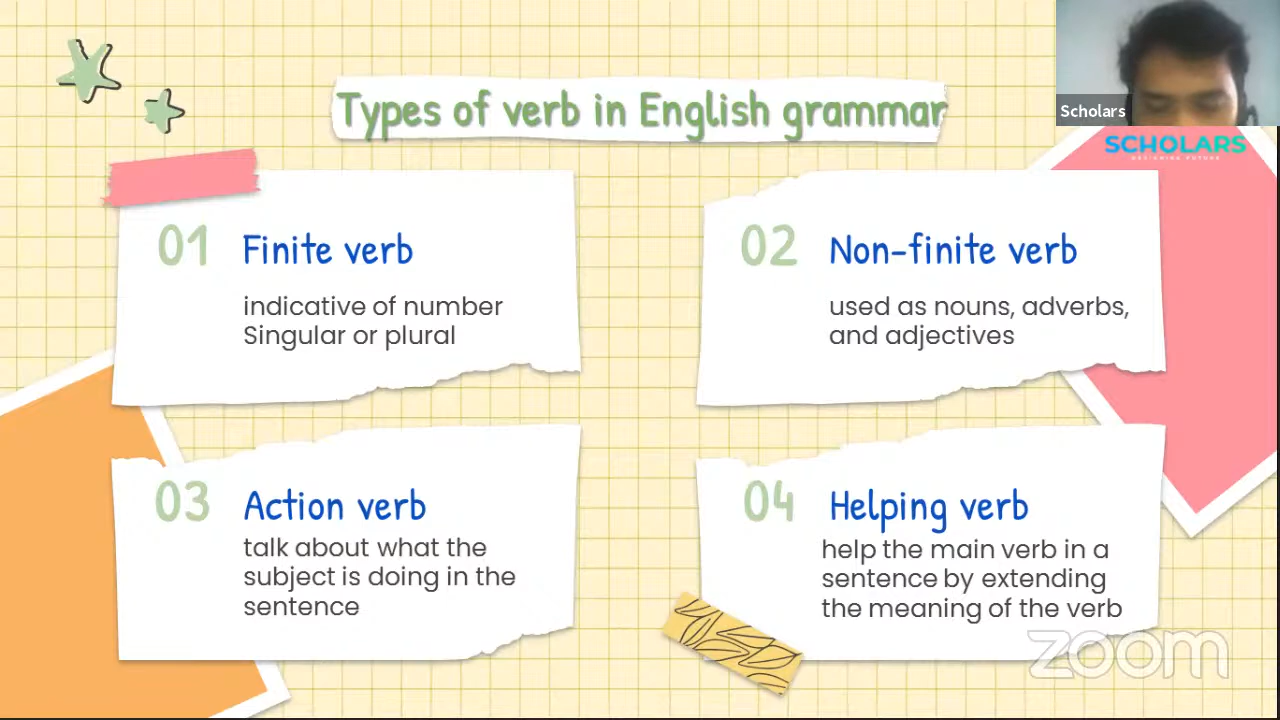 Types of verb in English grammar
Scholars
SCHOLARS
DESIGNING FUTURE
01 Finite verb
indicative of number
Singular or plural
02 Non-finite verb
used as nouns, adverbs,
and adjectives
03 Action verb
talk about what the
subject is doing in the
sentence
04 Helping verb
help the main verb in a
sentence by extending
the meaning of the verb
zoom